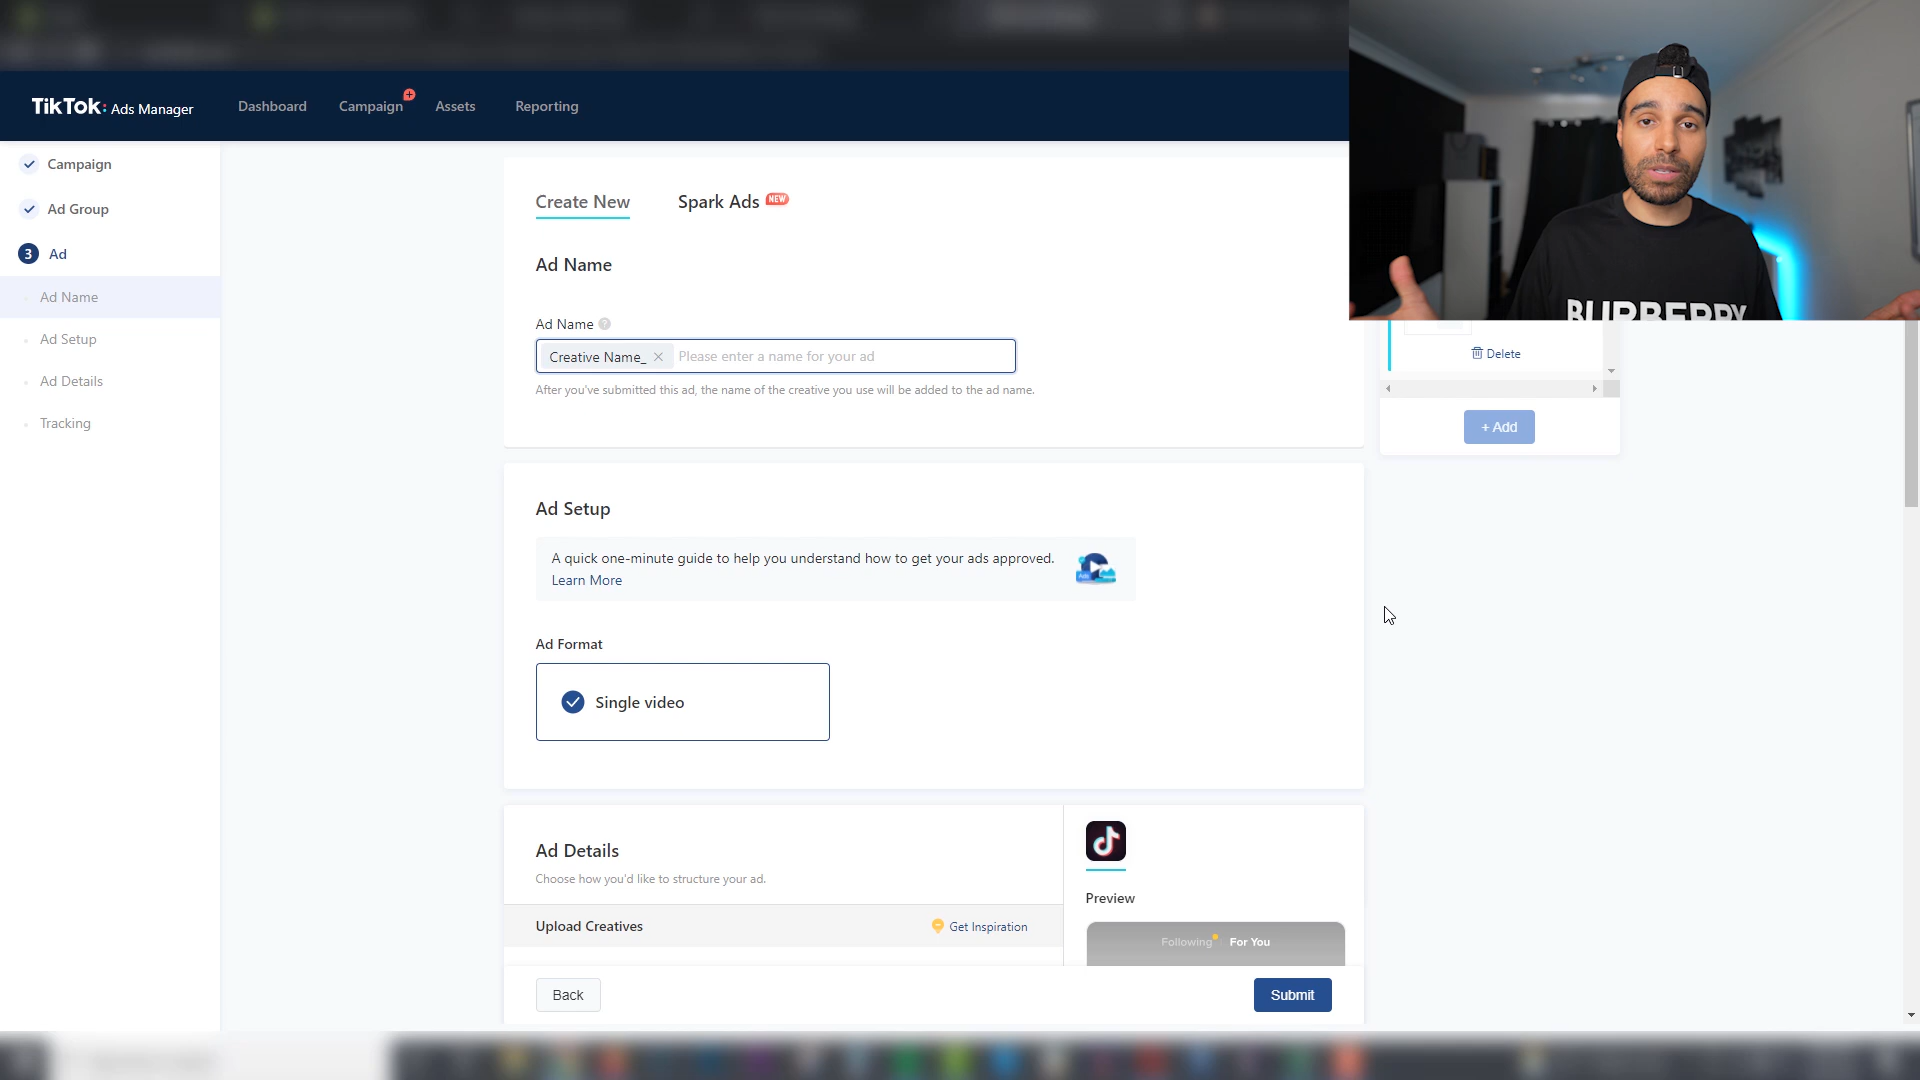 TikTok: Ads Manager
Dashboard
Campaign
Assets
Reporting
Campaign
Ad Group
3 Ad
Ad Name
Ad Setup
Ad Details
Tracking
Create New
Spark Ads NEW
Ad Name
Ad Name ?
Creative Name_ × Please enter a name for your ad
After you've submitted this ad, the name of the creative you use will be added to the ad name.
Ad Setup
A quick one-minute guide to help you understand how to get your ads approved.
Learn More
Ads
Ad Format
Single video
Ad Details
Choose how you'd like to structure your ad.
Upload Creatives
Get Inspiration
Preview
Following For You
Back
Submit
BURBERRY
Delete
+ Add